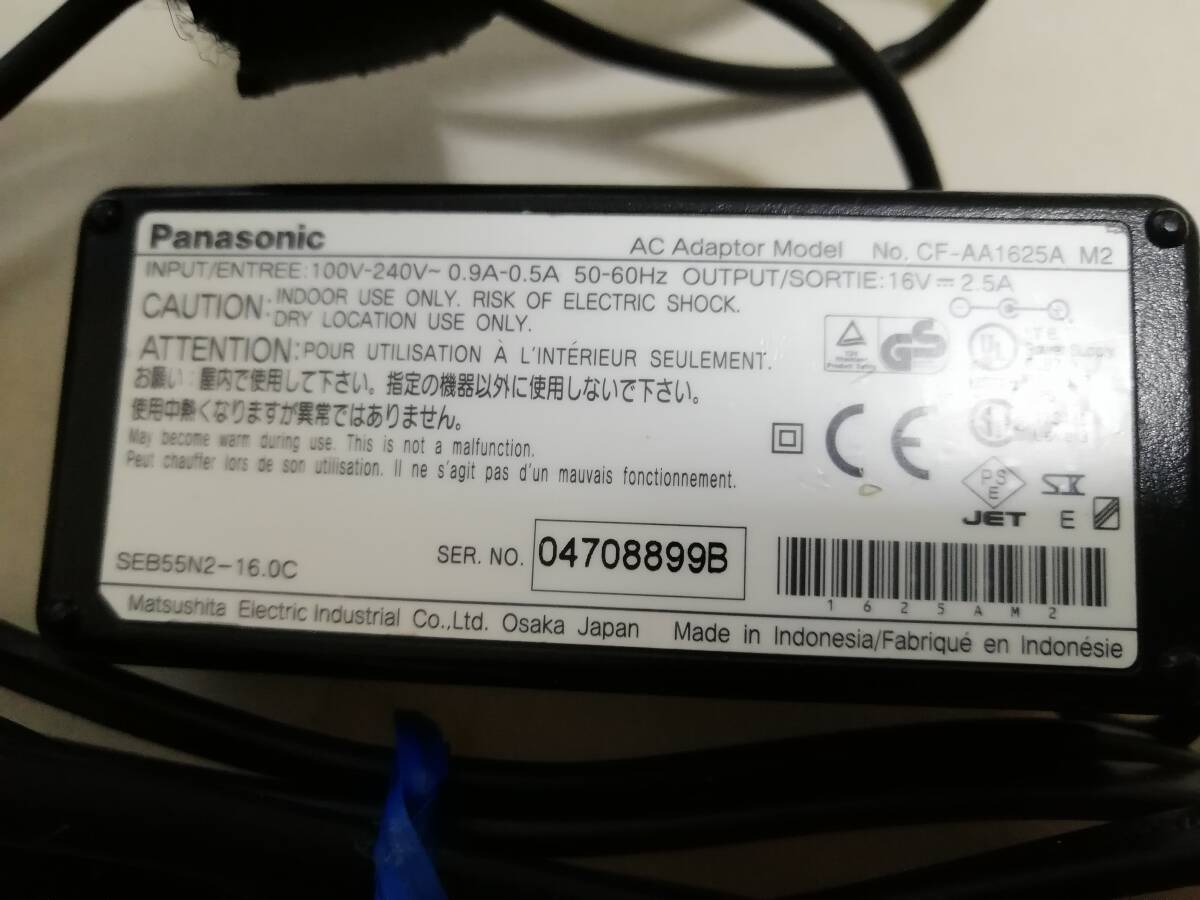 Panasonic
AC Adaptor Model No. CF-AA1625A M2
INPUT/ENTREE:100V-240V~ 0.9A-0.5A 50-60Hz OUTPUT/SORTIE:16V⎓2.5A
CAUTION: INDOOR USE ONLY. RISK OF ELECTRIC SHOCK.
DRY LOCATION USE ONLY.
ATTENTION: POUR UTILISATION À L'INTÉRIEUR SEULEMENT.
お願い：屋内で使用して下さい。指定の機器以外に使用しないで下さい。
使用中熱くなりますが異常ではありません。
May become warm during use. This is not a malfunction.
Peut chauffer lors de son utilisation. Il ne s'agit pas d'un mauvais fonctionnement.
GS
UL
CE
PS
E
JET
E
SEB55N2-16.0C
SER. NO. 04708899B
1625AM2
Matsushita Electric Industrial Co.,Ltd. Osaka Japan Made in Indonesia/Fabriqué en Indonésie